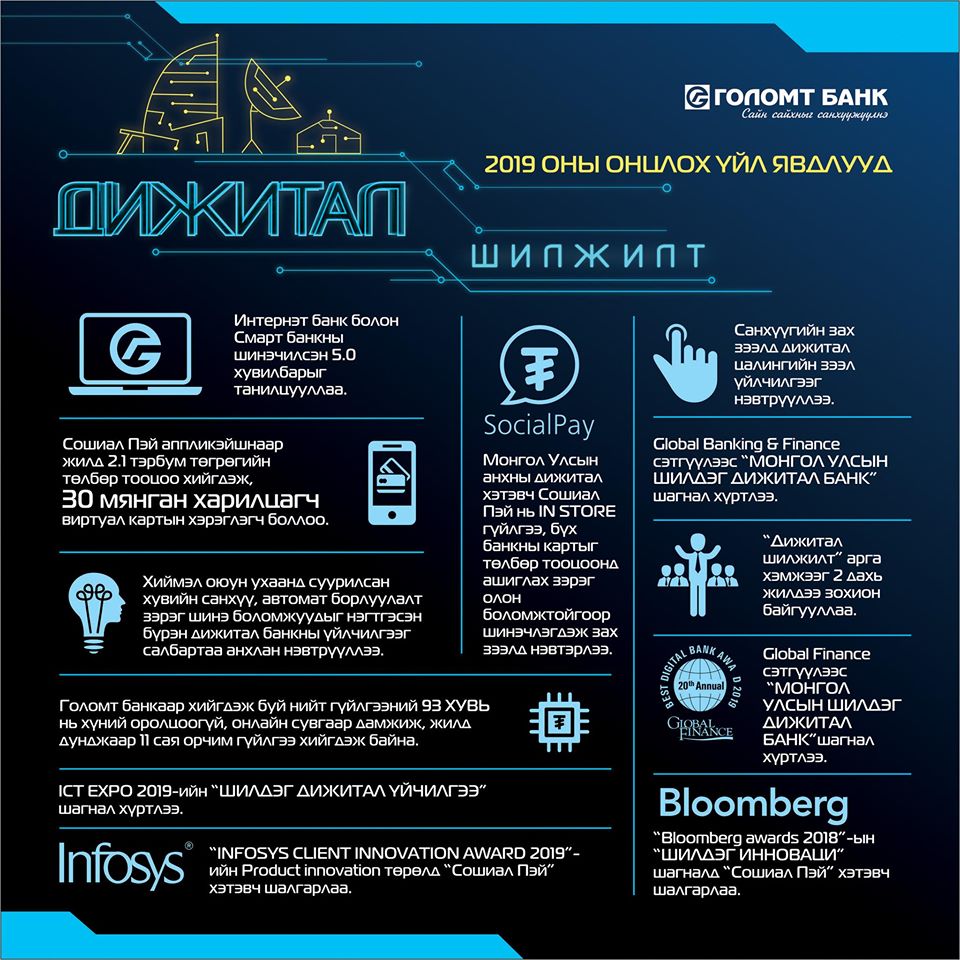 ГОЛОМТ БАНК
Сайн сайхныг санхүүжүүлнэ
2019 ОНЫ ОНЦЛОХ ҮЙЛ ЯВДЛУУД
ДИЖИТАЛ
ШИЛЖИЛТ
Интернэт банк болон
Смарт банкны
шинэчилсэн 5.0
хувилбарыг
танилцууллаа.
Сошиал Пэй аппликэйшнаар
жилд 2.1 тэрбум төгрөгийн
төлбөр тооцоо хийгдэж,
30 мянган харилцагч
виртуал картын хэрэглэгч боллоо.
Хиймэл оюун ухаанд суурилсан
хувийн санхүү, автомат борлуулалт
зэрэг шинэ боломжуудыг нэгтгэсэн
бүрэн дижитал банкны үйлчилгээг
салбартаа анхлан нэвтрүүллээ.
SocialPay
Монгол Улсын
анхны дижитал
хэтэвч Сошиал
Пэй нь IN STORE
гүйлгээ, бүх
банкны картыг
төлбөр тооцоонд
ашиглах зэрэг
олон
боломжтойгоор
шинэчлэгдэж зах
зээлд нэвтэрлээ.
Голомт банкаар хийгдэж буй нийт гүйлгээний 93 ХУВЬ
нь хүний оролцоогүй, онлайн сувгаар дамжиж, жилд
дунджаар 11 сая орчим гүйлгээ хийгдэж байна.
ICT EXPO 2019-ийн “ШИЛДЭГ ДИЖИТАЛ ҮЙЧИЛГЭЭ”
шагнал хүртлээ.
Infosys®
“INFOSYS CLIENT INNOVATION AWARD 2019”-
ийн Product innovation төрөлд “Сошиал Пэй”
хэтэвч шалгарлаа.
Санхүүгийн зах
зээлд дижитал
цалингийн зээл
үйлчилгээг
нэвтрүүллээ.
Global Banking & Finance
сэтгүүлээс “МОНГОЛ УЛСЫН
ШИЛДЭГ ДИЖИТАЛ БАНК”
шагнал хүртлээ.
“Дижитал
шилжилт” арга
хэмжээг 2 дахь
жилдээ зохион
байгууллаа.
BEST DIGITAL BANK AWA D 2019
20th Annual
GLOBAL
FINANCE
Global Finance
сэтгүүлээс
“МОНГОЛ
УЛСЫН ШИЛДЭГ
ДИЖИТАЛ
БАНК”шагнал
хүртлээ.
Bloomberg
“Bloomberg awards 2018”-ын
“ШИЛДЭГ ИННОВАЦИ”
шагналд “Сошиал Пэй” хэтэвч
шалгарлаа.